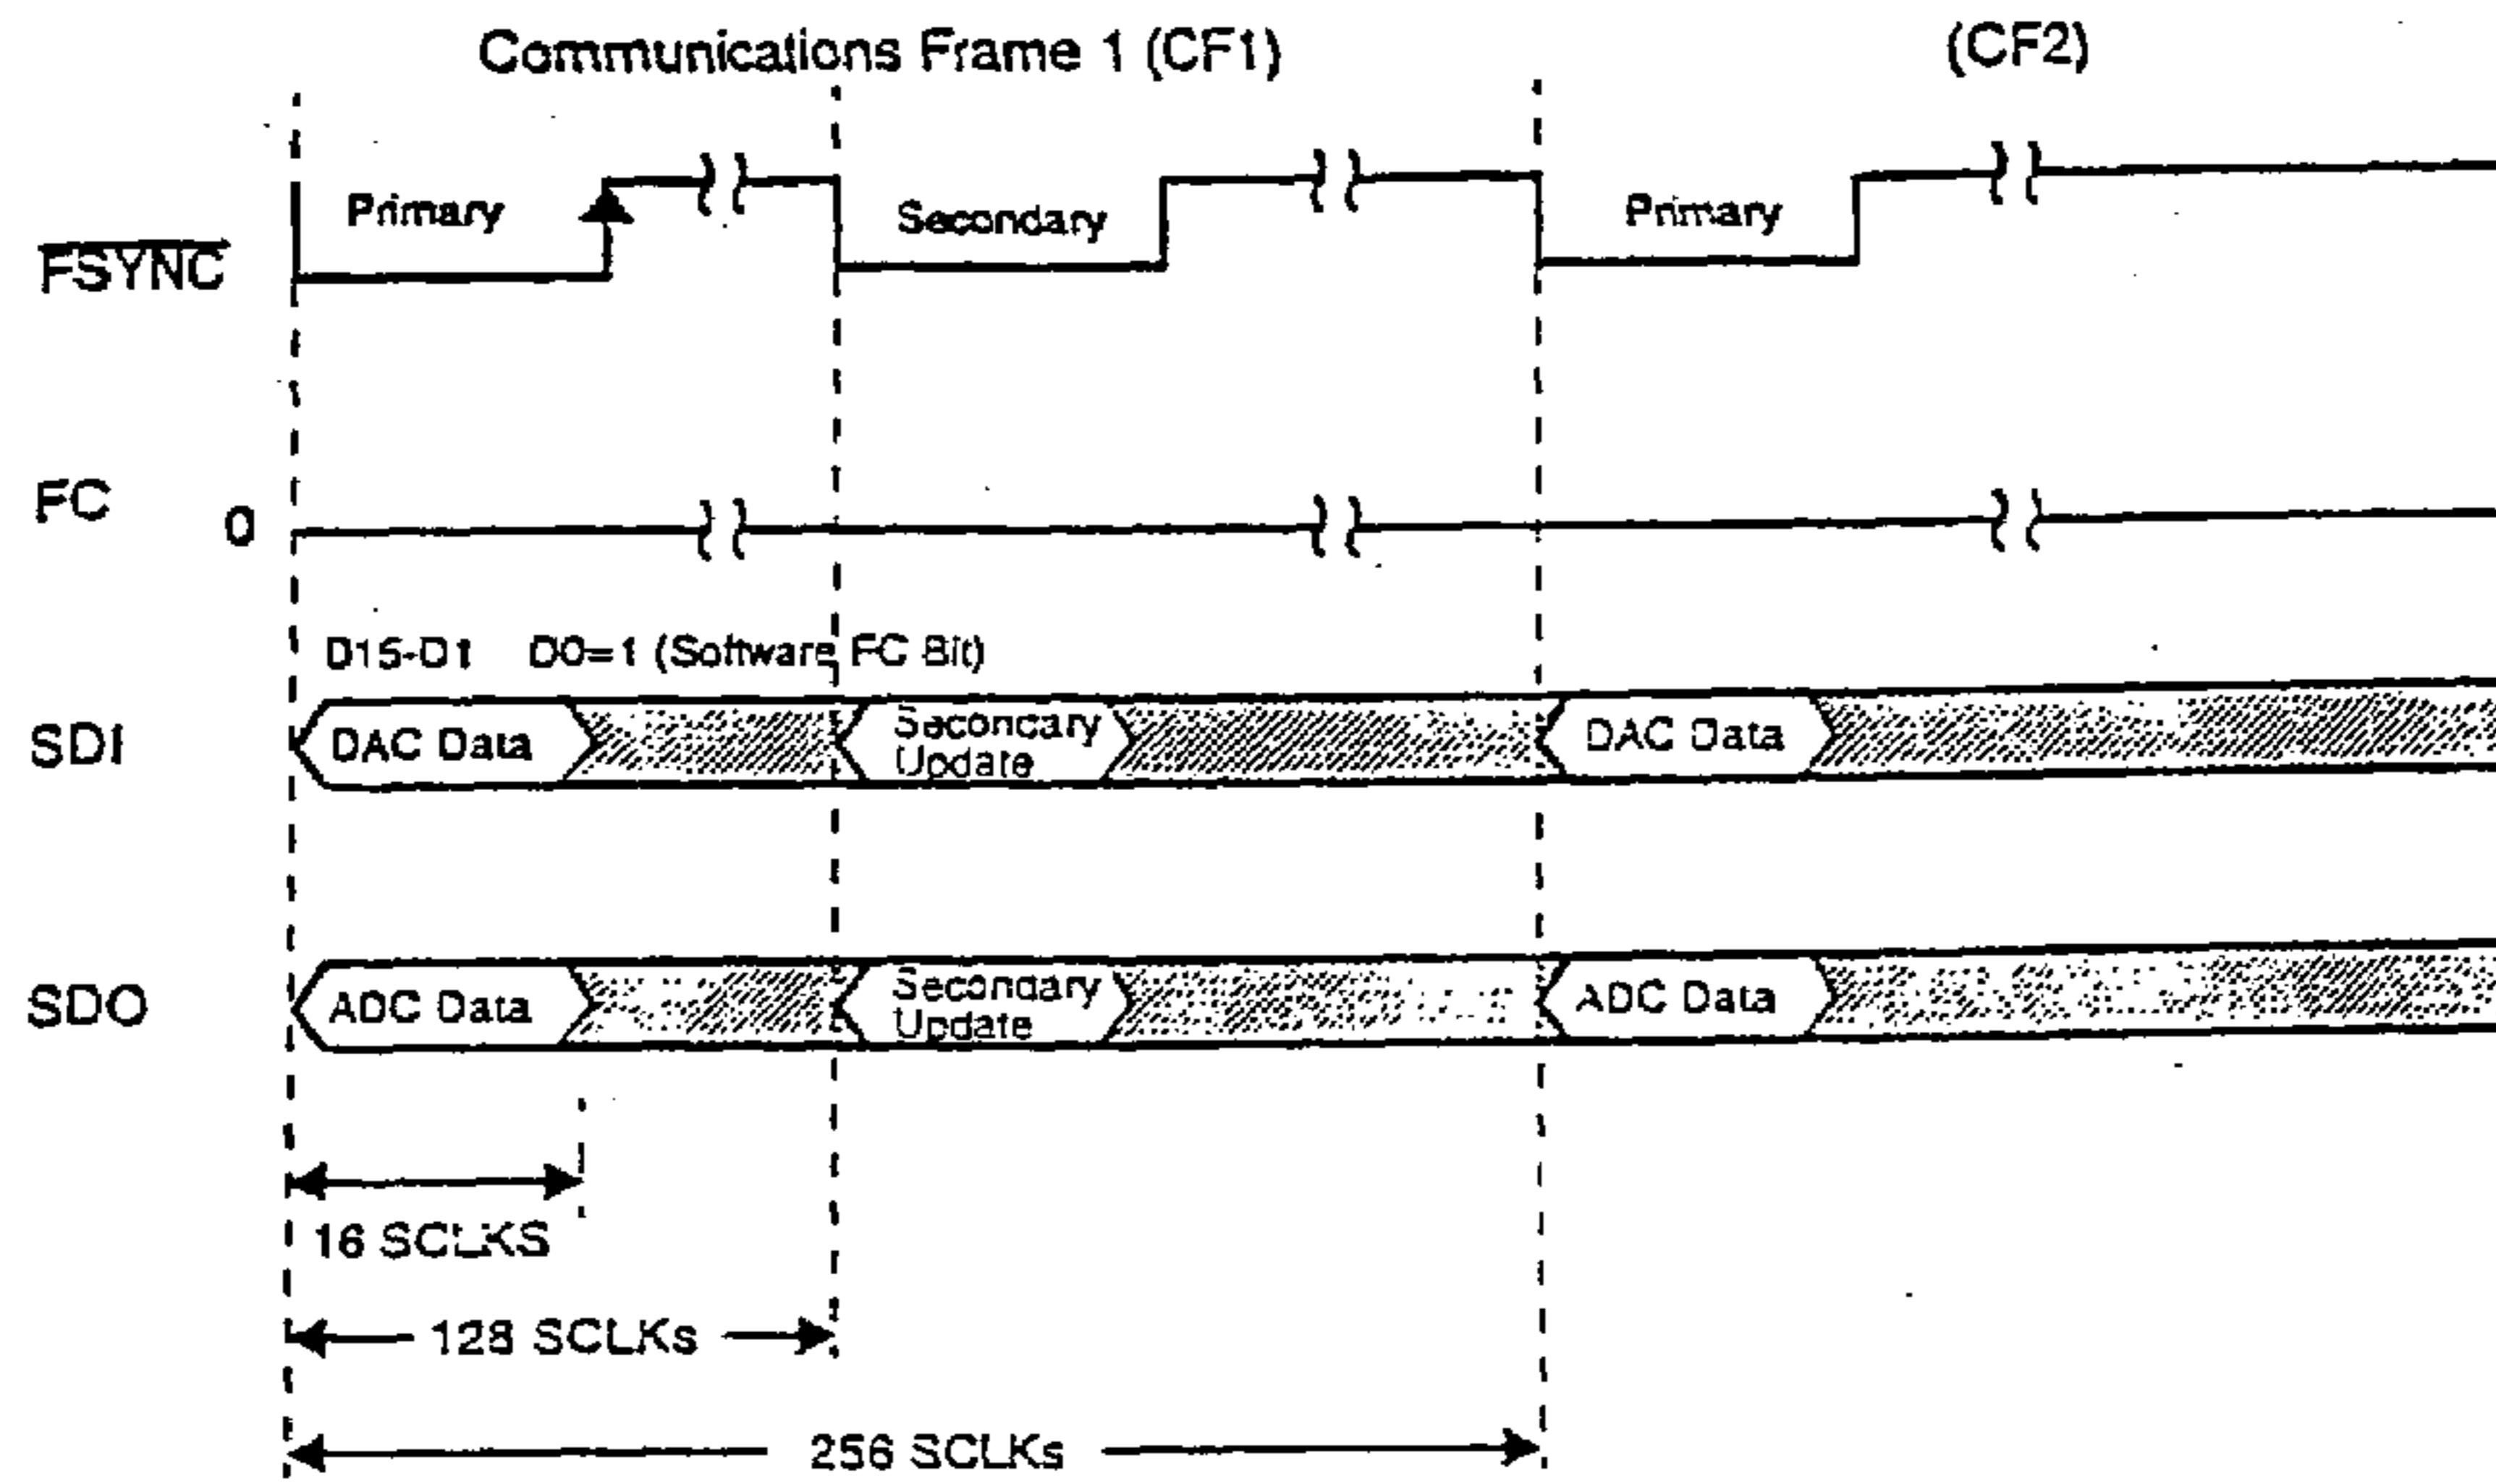 Communications Frame 1 (CF1)
(CF2)
Primary
Secondary
Primary
FSYNC
FC
0
D15-D1 D0=1 (Software FC Bit)
SDI
DAC Data
Secondary
Update
DAC Data
SDO
ADC Data
Secondary
Update
ADC Data
16 SCLKS
128 SCLKs
256 SCLKs